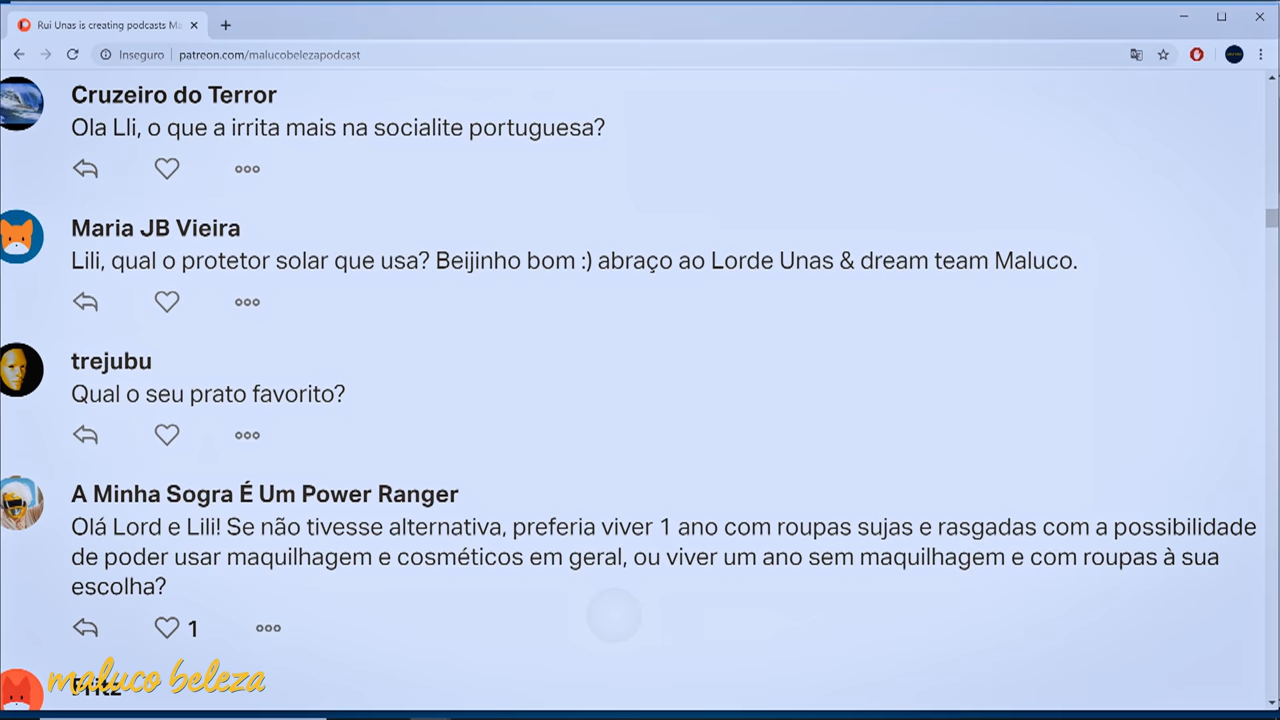 Rui Unas is creating podcasts Ma
Inseguro
patreon.com/malucobelezapodcast
Cruzeiro do Terror
Ola Lli, o que a irrita mais na socialite portuguesa?
Maria JB Vieira
Lili, qual o protetor solar que usa? Beijinho bom :) abraço ao Lorde Unas & dream team Maluco.
trejubu
Qual o seu prato favorito?
A Minha Sogra É Um Power Ranger
Olá Lord e Lili! Se não tivesse alternativa, preferia viver 1 ano com roupas sujas e rasgadas com a possibilidade
de poder usar maquilhagem e cosméticos em geral, ou viver um ano sem maquilhagem e com roupas à sua
escolha?
1
maluco beleza
Fritz